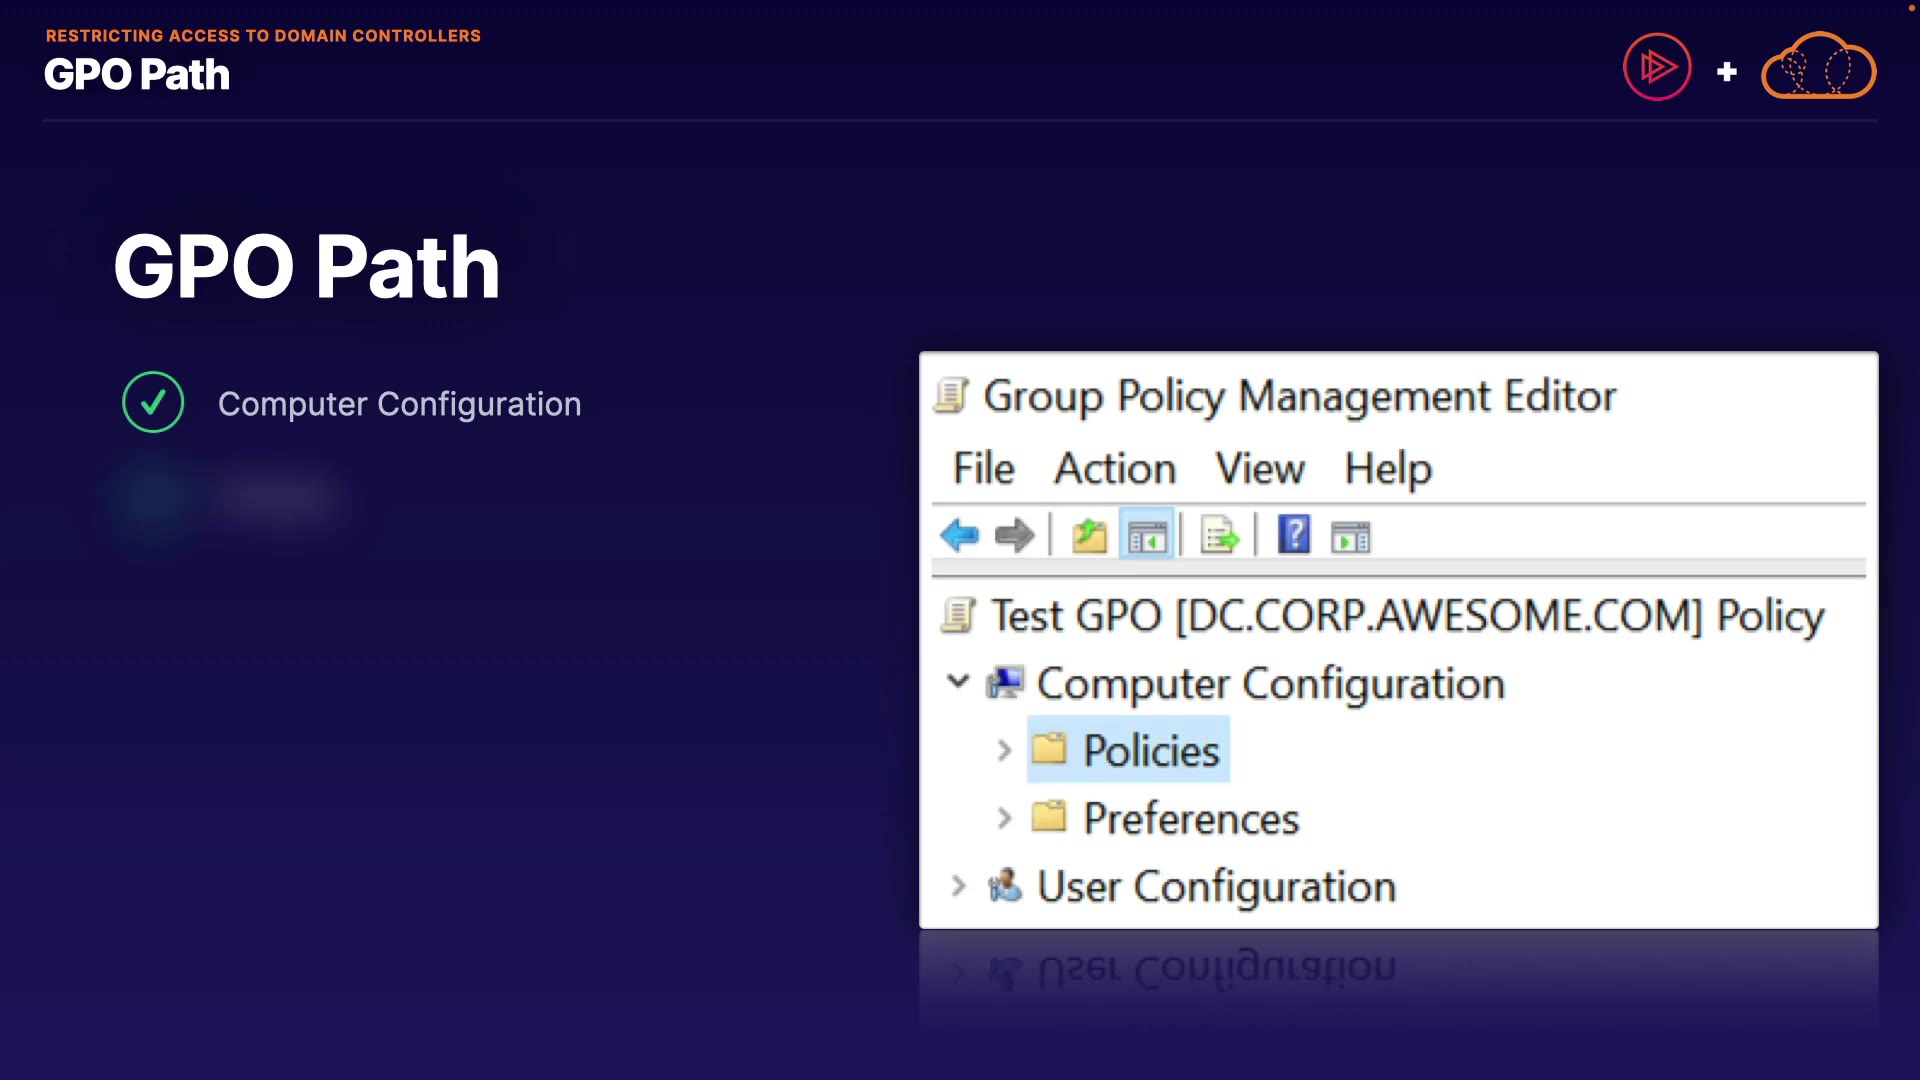 RESTRICTING ACCESS TO DOMAIN CONTROLLERS
GPO Path
GPO Path
Computer Configuration
Group Policy Management Editor
File Action View Help
Test GPO [DC.CORP.AWESOME.COM] Policy
Computer Configuration
Policies
Preferences
User Configuration